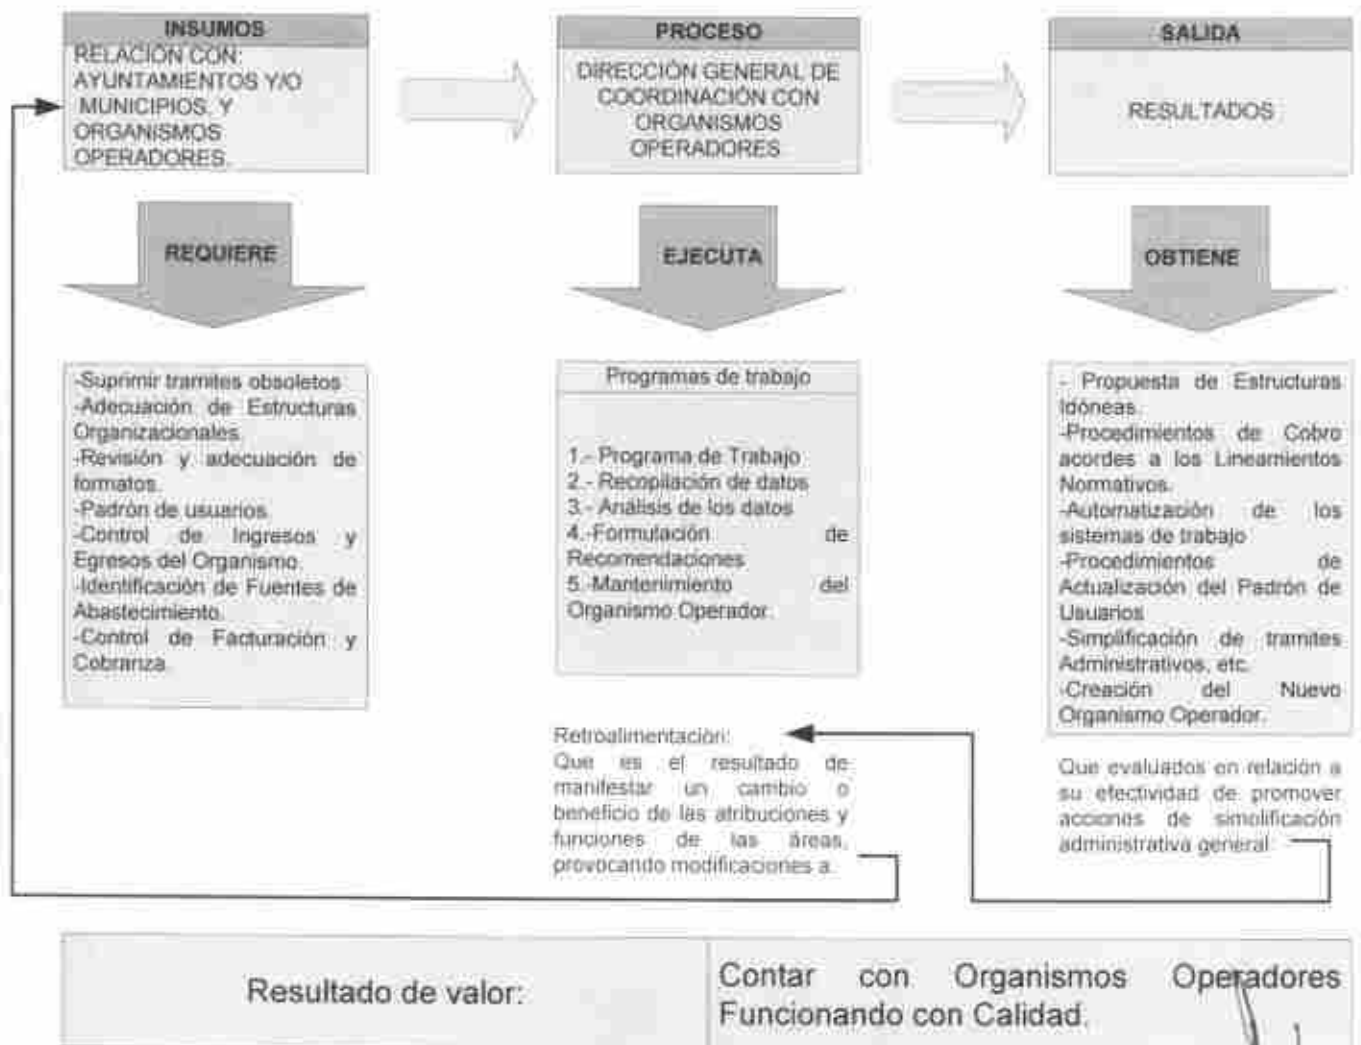 INSUMOS
RELACIÓN CON:
AYUNTAMIENTOS Y/O
MUNICIPIOS. Y
ORGANISMOS
OPERADORES.
PROCESO
DIRECCIÓN GENERAL DE
COORDINACIÓN CON
ORGANISMOS
OPERADORES
SALIDA
RESULTADOS
REQUIERE
EJECUTA
OBTIENE
-Suprimir tramites obsoletos
-Adecuación de Estructuras
Organizacionales.
-Revisión y adecuación de
formatos.
-Padrón de usuarios.
-Control de Ingresos y
Egresos del Organismo.
-Identificación de Fuentes de
Abastecimiento.
-Control de Facturación y
Cobranza.
Programas de trabajo
1.- Programa de Trabajo
2.- Recopilación de datos
3.- Análisis de los datos
4.-Formulación de
Recomendaciones
5.-Mantenimiento del
Organismo Operador.
- Propuesta de Estructuras
Idóneas.
-Procedimientos de Cobro
acordes a los Lineamientos
Normativos.
-Automatización de los
sistemas de trabajo
-Procedimientos de
Actualización del Padrón de
Usuarios
-Simplificación de tramites
Administrativos, etc.
-Creación del Nuevo
Organismo Operador.
Retroalimentación:
Que es el resultado de
manifestar un cambio o
beneficio de las atribuciones y
funciones de las áreas,
provocando modificaciones a.
Que evaluados en relación a
su efectividad de promover
acciones de simplificación
administrativa general
Resultado de valor:
Contar con Organismos Operadores
Funcionando con Calidad.